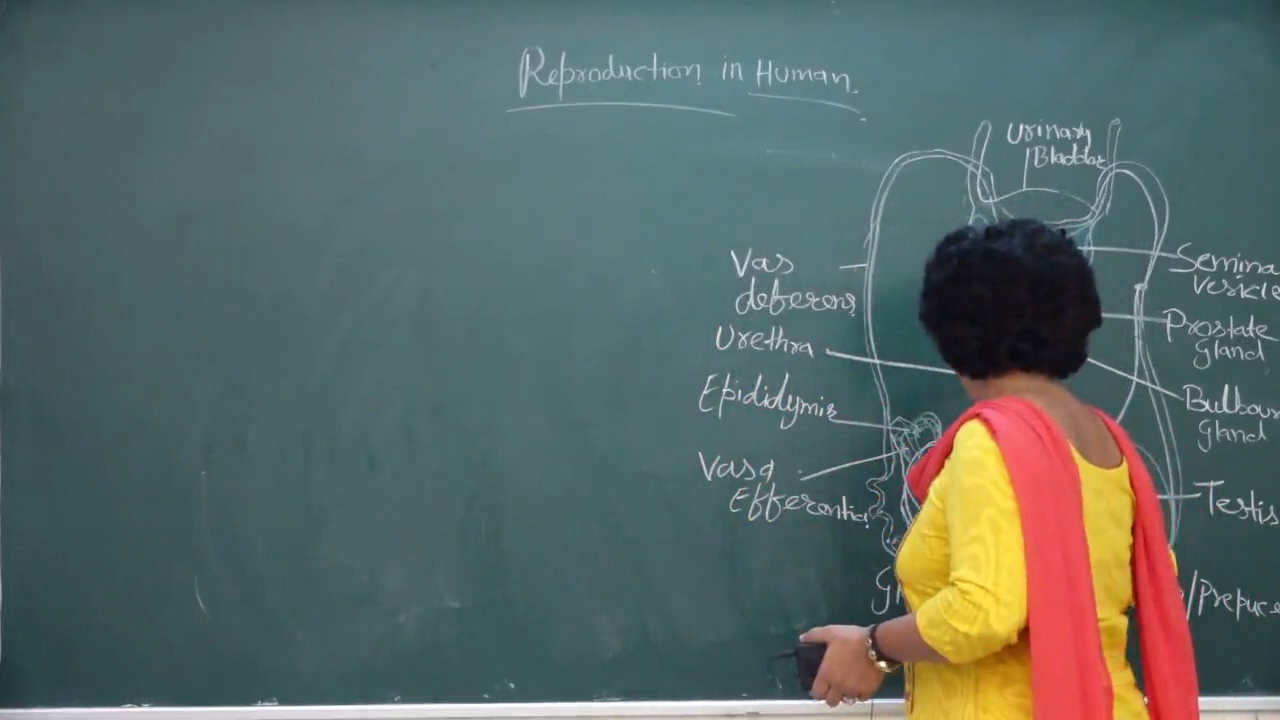 Reproduction in Human
Urinary
Bladder
Vas
deferens
Urethra
Epididymis
Vasa
Efferentia
Semina
Vesicle
Prostate
Gland
Bulbour
Gland
Testis
/Prepuce